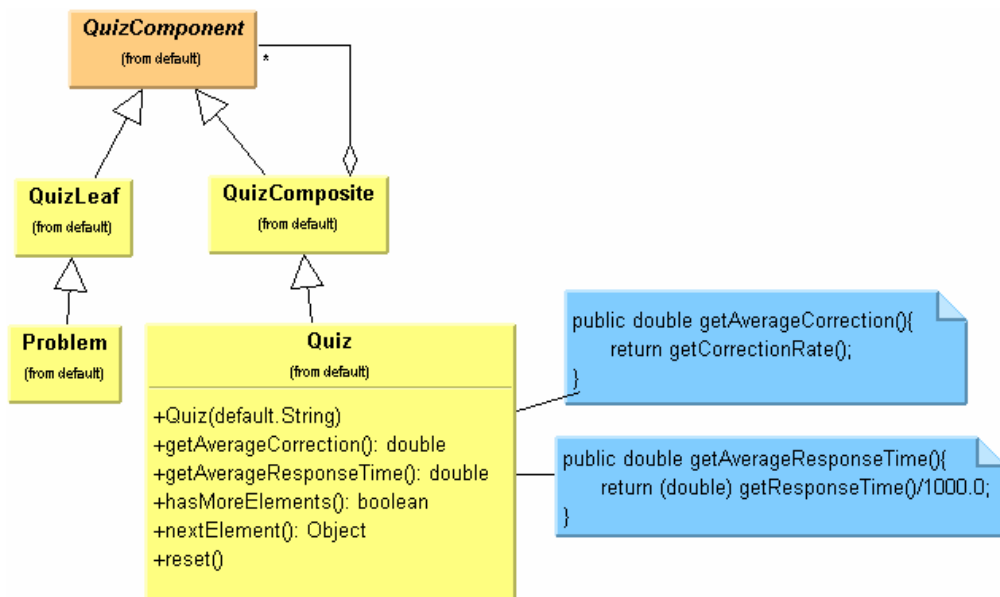 QuizComponent
(from default)
*
QuizLeaf
(from default)
QuizComposite
(from default)
Problem
(from default)
Quiz
(from default)
+Quiz(default.String)
+getAverageCorrection(): double
+getAverageResponseTime(): double
+hasMoreElements(): boolean
+nextElement(): Object
+reset()
public double getAverageCorrection(){
return getCorrectionRate();
}
public double getAverageResponseTime(){
return (double) getResponseTime()/1000.0;
}